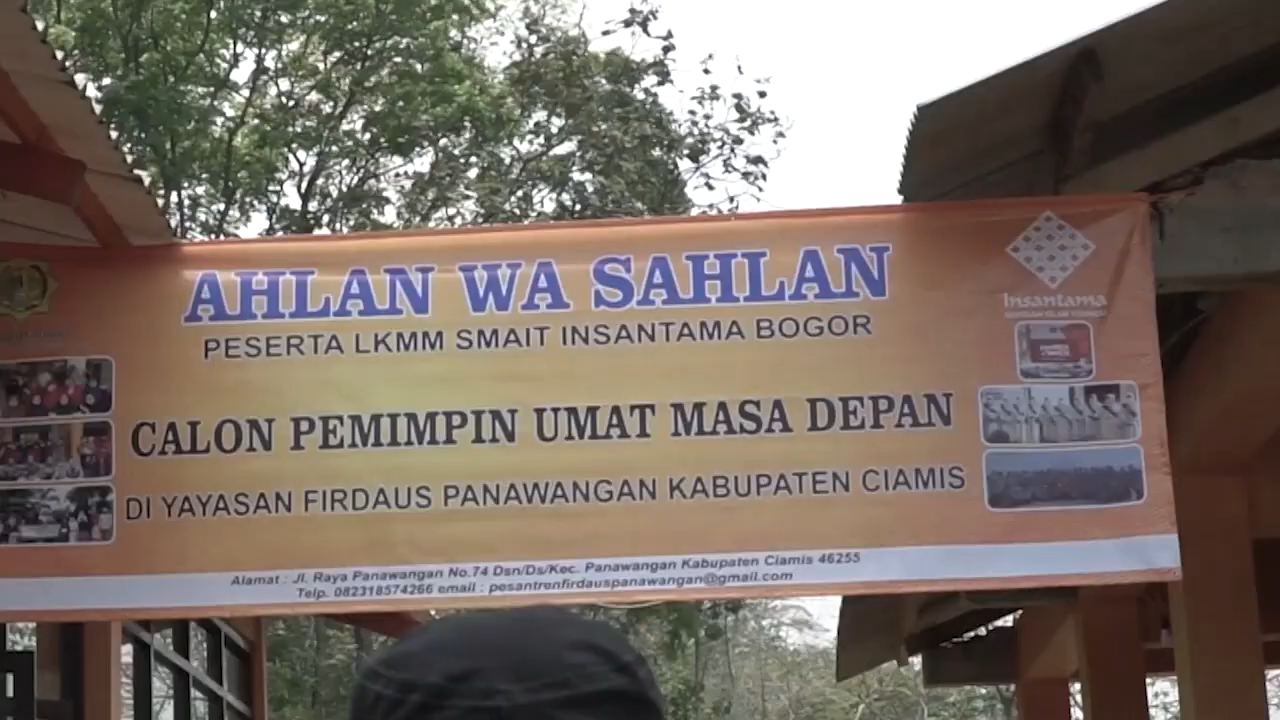 AHLAN WA SAHLAN
PESERTA LKMM SMAIT INSANTAMA BOGOR
CALON PEMIMPIN UMAT MASA DEPAN
DI YAYASAN FIRDAUS PANAWANGAN KABUPATEN CIAMIS
Insantama
Alamat : Jl. Raya Panawangan No.74 Dsn/Ds/Kec. Panawangan Kabupaten Ciamis 46255
Telp. 082318574266 email : pesantrenfirdauspanawangan@gmail.com